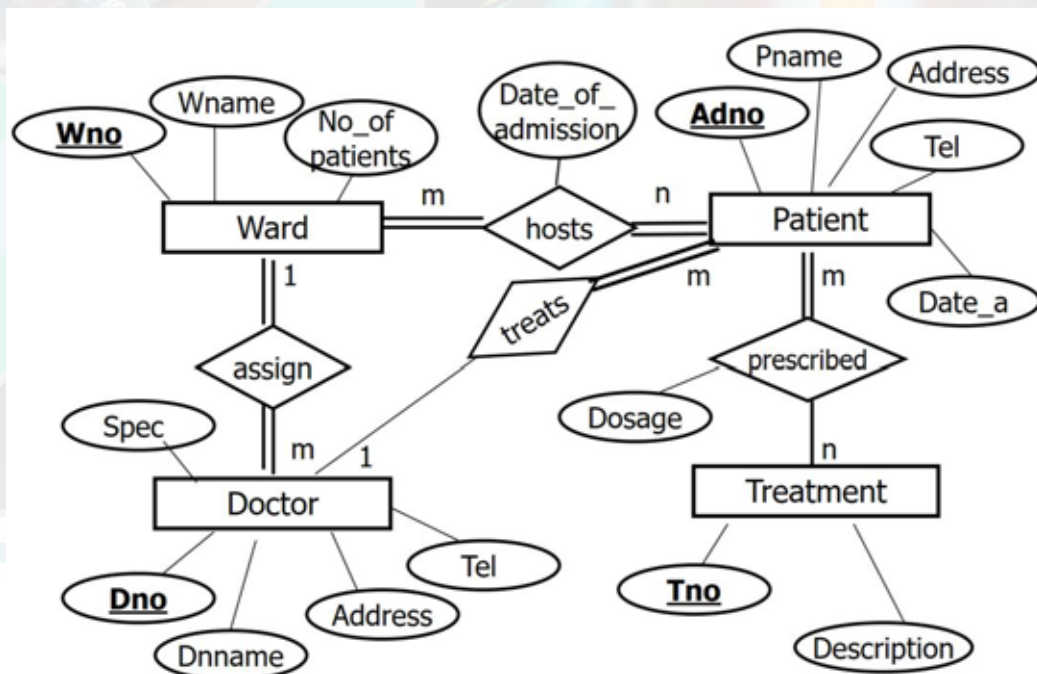 Pname
Address
Wname
Date_of_
admission
Wno
No_of_
patients
Adno
Tel
m
n
Ward
hosts
Patient
1
m
m
Date_a
treats
assign
prescribed
Spec
Dosage
m
1
n
Doctor
Treatment
Tel
Dno
Address
Tno
Dnname
Description